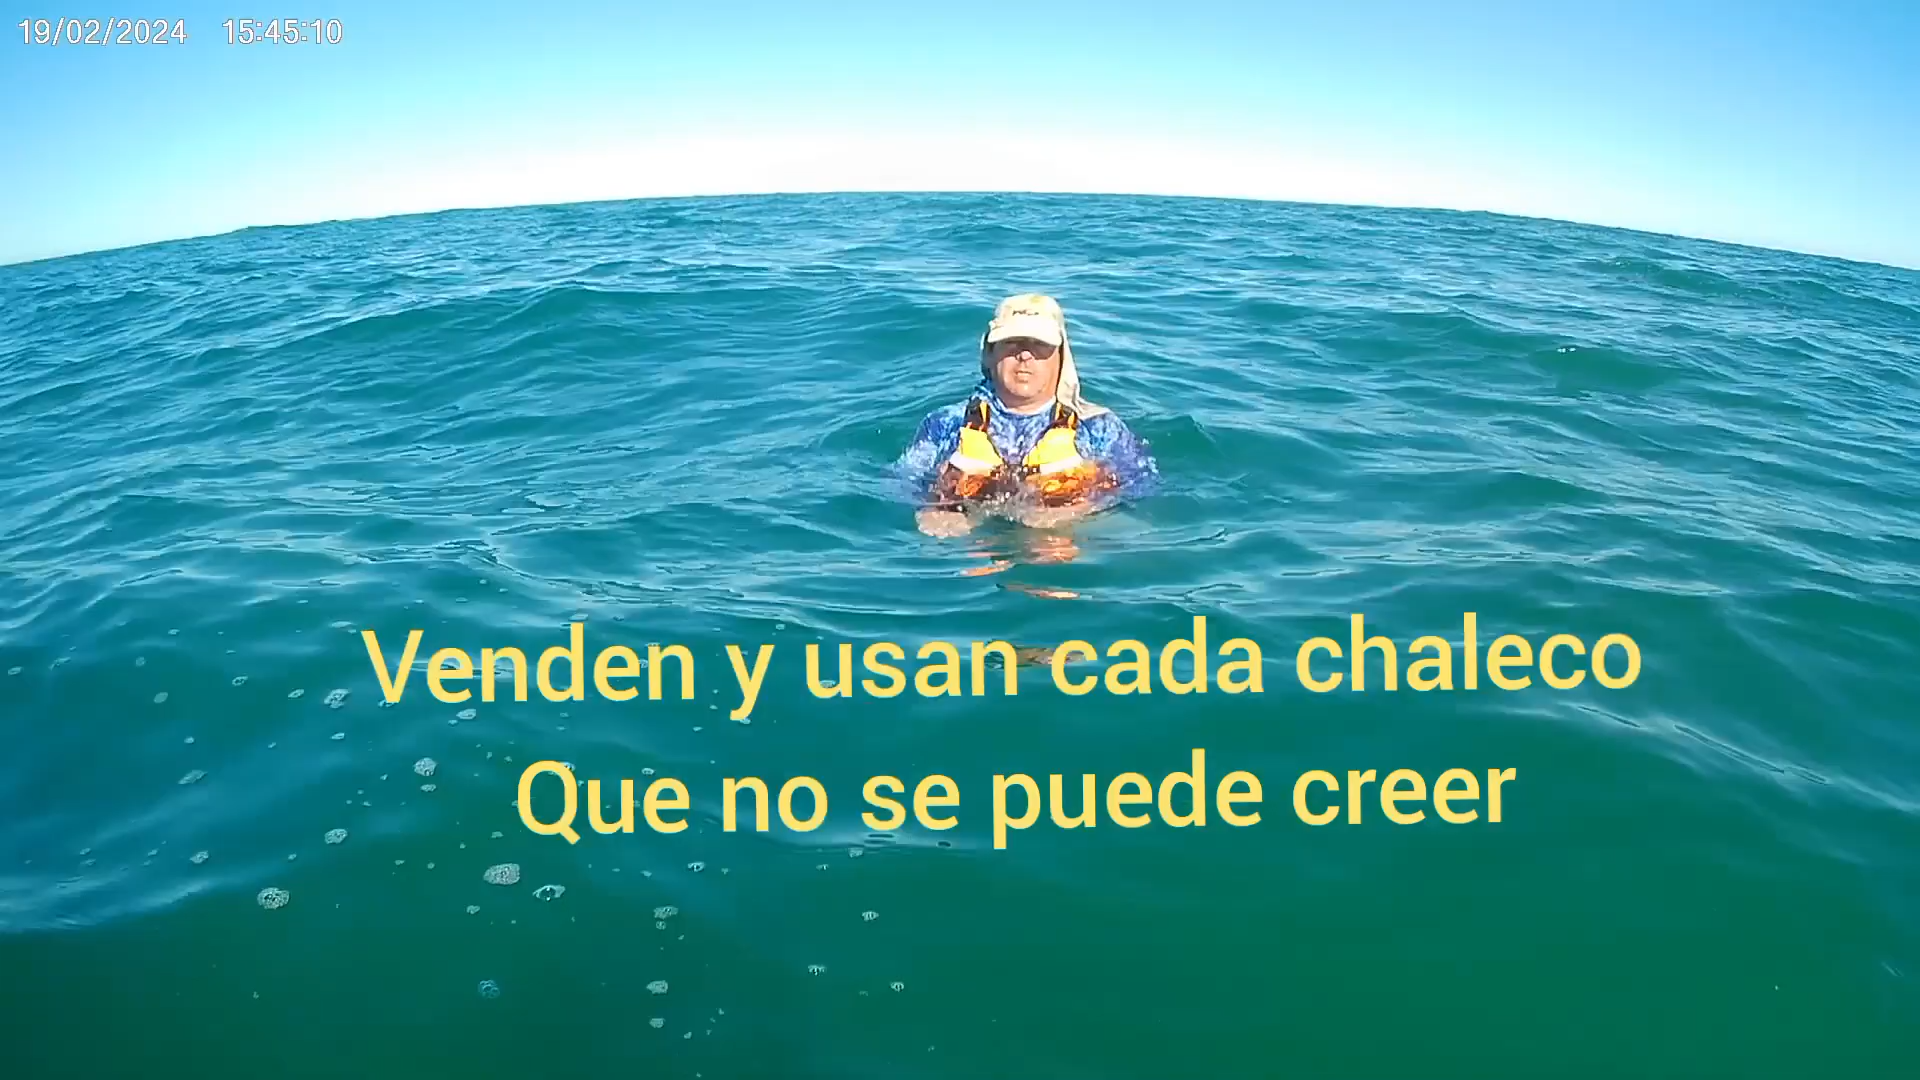 19/02/2024 15:45:10
Venden y usan cada chaleco
Que no se puede creer